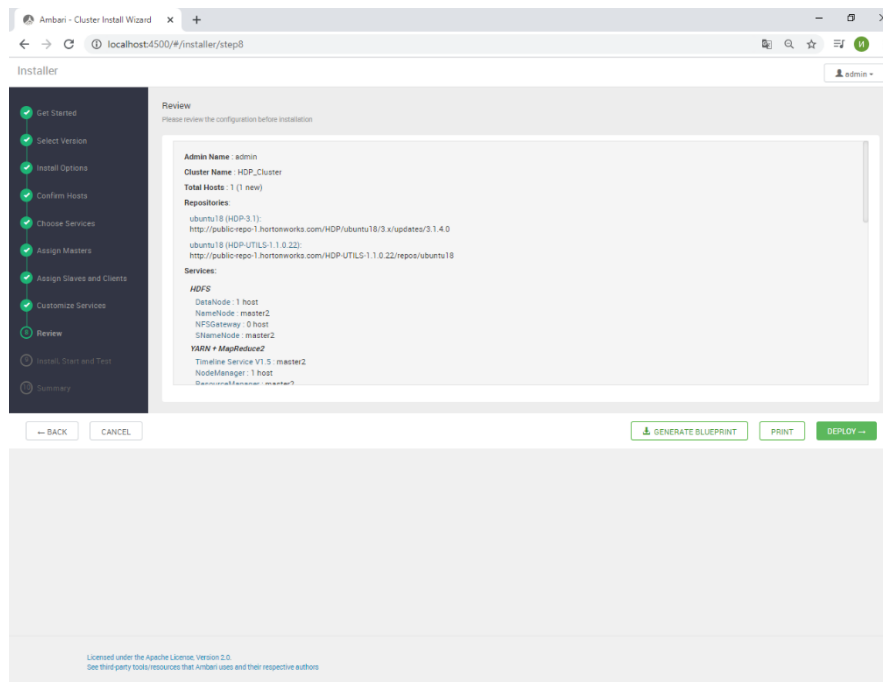 Ambari - Cluster Install Wizard
localhost:4500/#/installer/step8
И
Installer
admin
Get Started
Select Version
Install Options
Confirm Hosts
Choose Services
Assign Masters
Assign Slaves and Clients
Customize Services
Review
9 Install, Start and Test
10 Summary
Review
Please review the configuration before installation
Admin Name : admin
Cluster Name : HDP_Cluster
Total Hosts : 1 (1 new)
Repositories:
ubuntu18 (HDP-3.1):
http://public-repo-1.hortonworks.com/HDP/ubuntu18/3.x/updates/3.1.4.0
ubuntu18 (HDP-UTILS-1.1.0.22):
http://public-repo-1.hortonworks.com/HDP-UTILS-1.1.0.22/repos/ubuntu18
Services:
HDFS
DataNode : 1 host
NameNode : master2
NFSGateway : 0 host
SNameNode : master2
YARN + MapReduce2
Timeline Service V1.5 : master2
NodeManager : 1 host
ResourceManager : master2
← BACK
CANCEL
GENERATE BLUEPRINT
PRINT
DEPLOY →
Licensed under the Apache License, Version 2.0.
See third-party tools/resources that Ambari uses and their respective authors